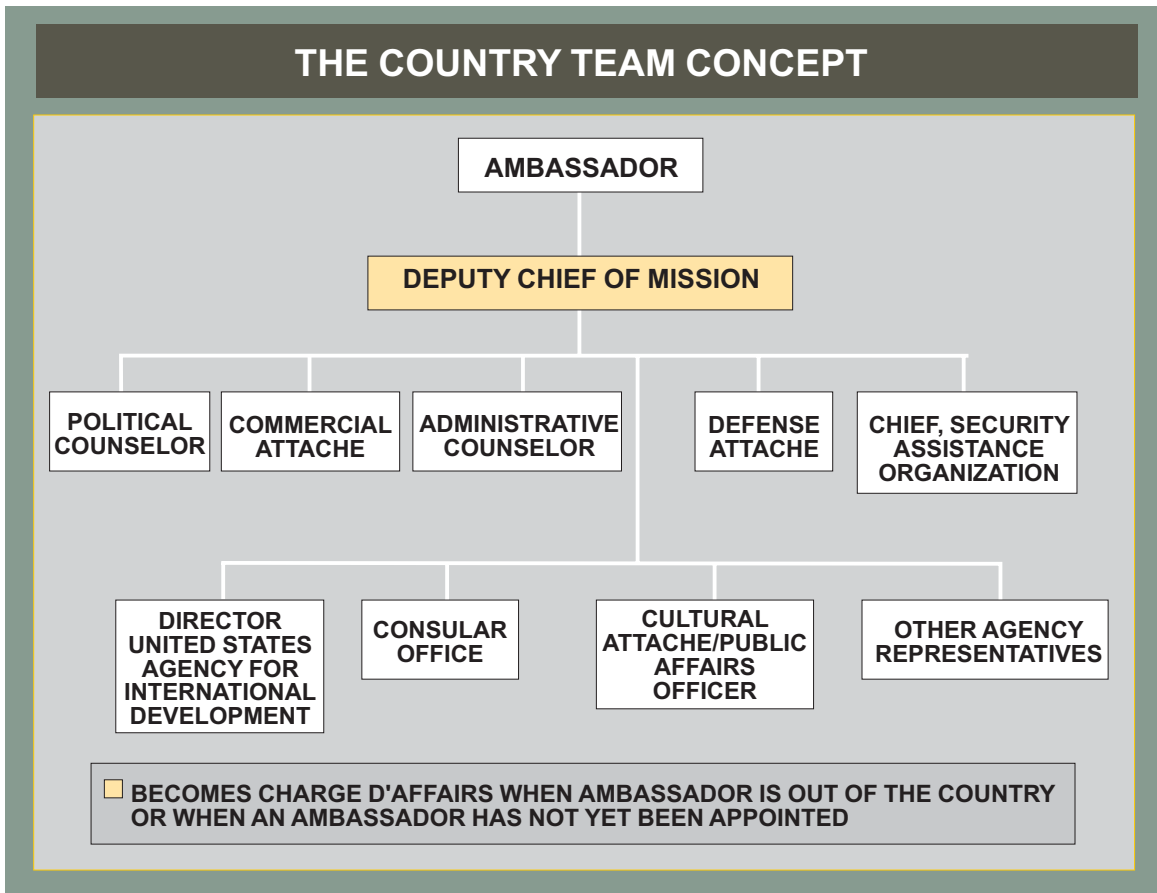 THE COUNTRY TEAM CONCEPT
AMBASSADOR
DEPUTY CHIEF OF MISSION
POLITICAL
COUNSELOR
COMMERCIAL
ATTACHE
ADMINISTRATIVE
COUNSELOR
DEFENSE
ATTACHE
CHIEF, SECURITY
ASSISTANCE
ORGANIZATION
DIRECTOR
UNITED STATES
AGENCY FOR
INTERNATIONAL
DEVELOPMENT
CONSULAR
OFFICE
CULTURAL
ATTACHE/PUBLIC
AFFAIRS
OFFICER
OTHER AGENCY
REPRESENTATIVES
BECOMES CHARGE D'AFFAIRS WHEN AMBASSADOR IS OUT OF THE COUNTRY
OR WHEN AN AMBASSADOR HAS NOT YET BEEN APPOINTED